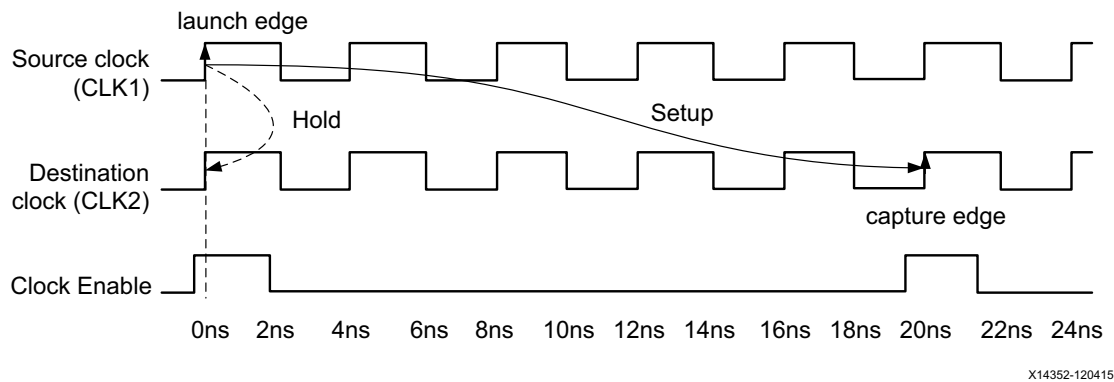 launch edge
Source clock
(CLK1)
Hold
Setup
Destination
clock (CLK2)
capture edge
Clock Enable
0ns 2ns 4ns 6ns 8ns 10ns 12ns 14ns 16ns 18ns 20ns 22ns 24ns
X14352-120415